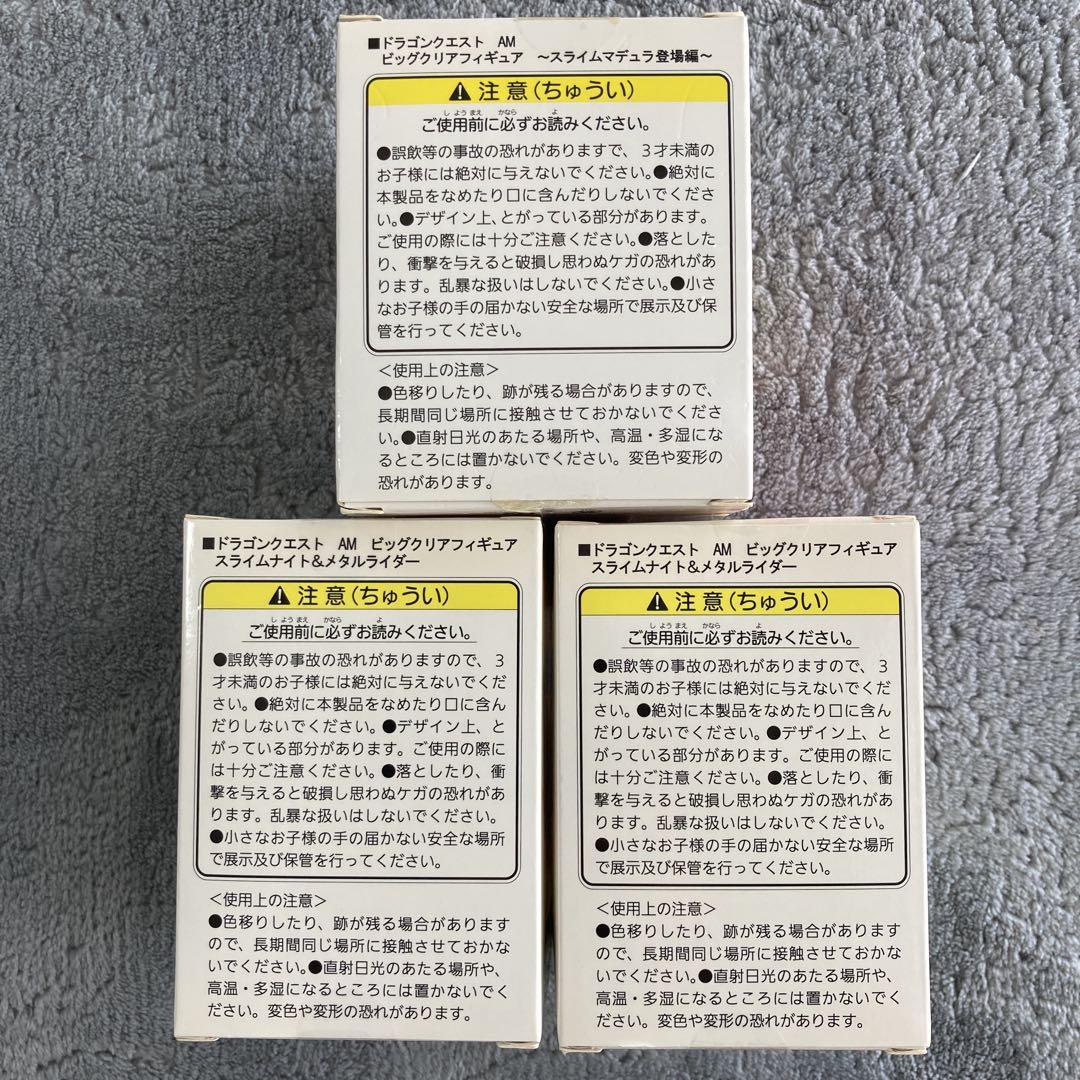 ■ドラゴンクエスト AM
ビッグクリアフィギュア ～スライムマデュラ登場編～
⚠ 注意(ちゅうい)
しようまえ かなら よ
ご使用前に必ずお読みください。
●誤飲等の事故の恐れがありますで、3才未満の
お子様には絶対に与えないでください。●絶対に
本製品をなめたり口に含んだりしないでくださ
い。●デザイン上、とがっている部分があります。
ご使用の際には十分ご注意ください。●落とした
り、衝撃を与えると破損し思わぬケガの恐れがあ
ります。乱暴な扱いはしないでください。●小さ
なお子様の手の届かない安全な場所で展示及び保
管を行ってください。
＜使用上の注意＞
●色移りしたり、跡が残る場合がありますので、
長期間同じ場所に接触させておかないでくださ
い。●直射日光のあたる場所や、高温・多湿にな
るところには置かないでください。変色や変形の
恐れがあります。
■ドラゴンクエスト AM ビッグクリアフィギュア
スライムナイト&メタルライダー
⚠ 注意(ちゅうい)
しようまえ かなら よ
ご使用前に必ずお読みください。
●誤飲等の事故の恐れがありますので、3
才未満のお子様には絶対に与えないでくだ
さい。●絶対に本製品をなめたり口に含ん
だりしないでください。●デザイン上、と
がっている部分があります。ご使用の際に
は十分ご注意ください。●落としたり、衝
撃を与えると破損し思わぬケガの恐れがあ
ります。乱暴な扱いはしないでください。
●小さなお子様の手の届かない安全な場所
で展示及び保管を行ってください。
＜使用上の注意＞
●色移りしたり、跡が残る場合があります
ので、長期間同じ場所に接触させておかな
いでください。●直射日光のあたる場所や、
高温・多湿になるところには置かないでく
ださい。変色や変形の恐れがあります。
■ドラゴンクエスト AM ビッグクリアフィギュア
スライムナイト&メタルライダー
⚠ 注意(ちゅうい)
しようまえ かなら よ
ご使用前に必ずお読みください。
●誤飲等の事故の恐れがありますので、3
才未満のお子様には絶対に与えないでくだ
さい。●絶対に本製品をなめたり口に含ん
だりしないでください。●デザイン上、と
がっている部分があります。ご使用の際に
は十分ご注意ください。●落としたり、衝
撃を与えると破損し思わぬケガの恐れがあ
ります。乱暴な扱いはしないでください。
●小さなお子様の手の届かない安全な場所
で展示及び保管を行ってください。
＜使用上の注意＞
●色移りしたり、跡が残る場合があります
ので、長期間同じ場所に接触させておかな
いでください。●直射日光のあたる場所や、
高温・多湿になるところには置かないでく
ださい。変色や変形の恐れがあります。